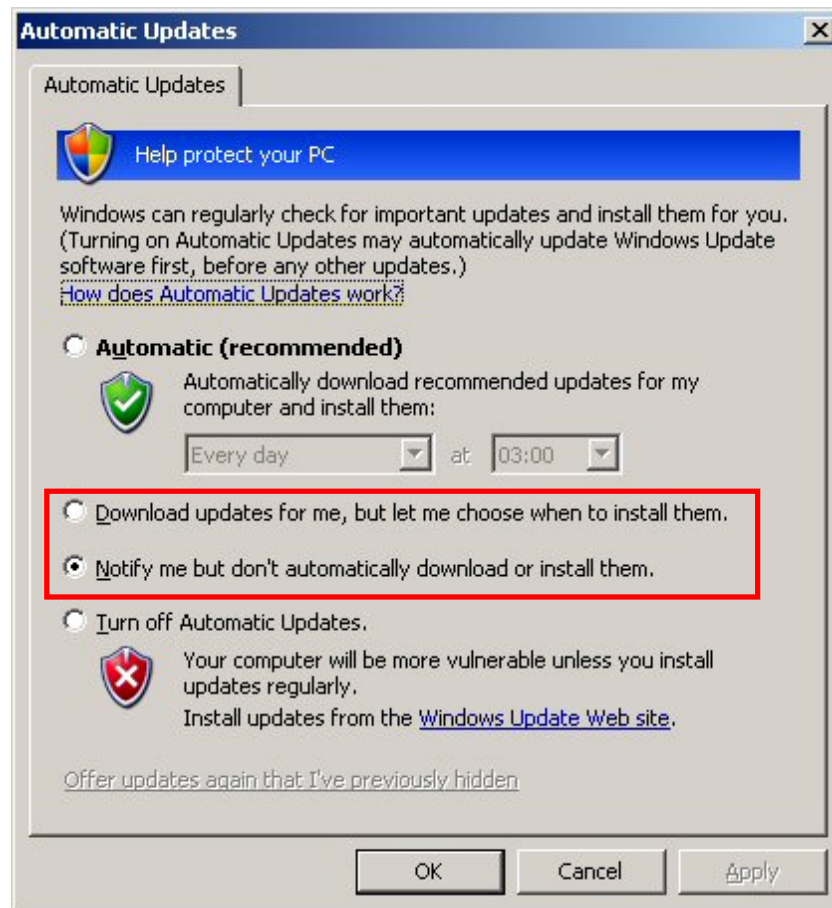 Automatic Updates
Automatic Updates
Help protect your PC
Windows can regularly check for important updates and install them for you.
(Turning on Automatic Updates may automatically update Windows Update
software first, before any other updates.)
How does Automatic Updates work?
Automatic (recommended)
Automatically download recommended updates for my
computer and install them:
Every day at 03:00
Download updates for me, but let me choose when to install them.
Notify me but don't automatically download or install them.
Turn off Automatic Updates.
Your computer will be more vulnerable unless you install
updates regularly.
Install updates from the Windows Update Web site.
Offer updates again that I've previously hidden
OK Cancel Apply